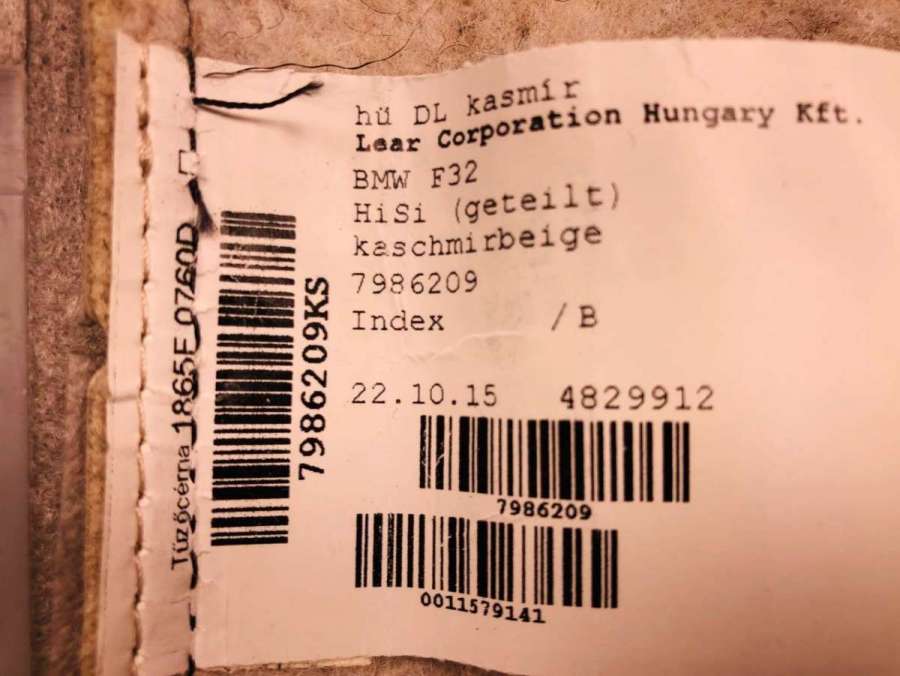 hü DL kasmír
Lear Corporation Hungary Kft.
BMW F32
HiSi (geteilt)
kaschmirbeige
7986209
Index /B
22.10.15 4829912
7986209
0011579141
7986209KS
Tűzőcérna 1865E 0760D